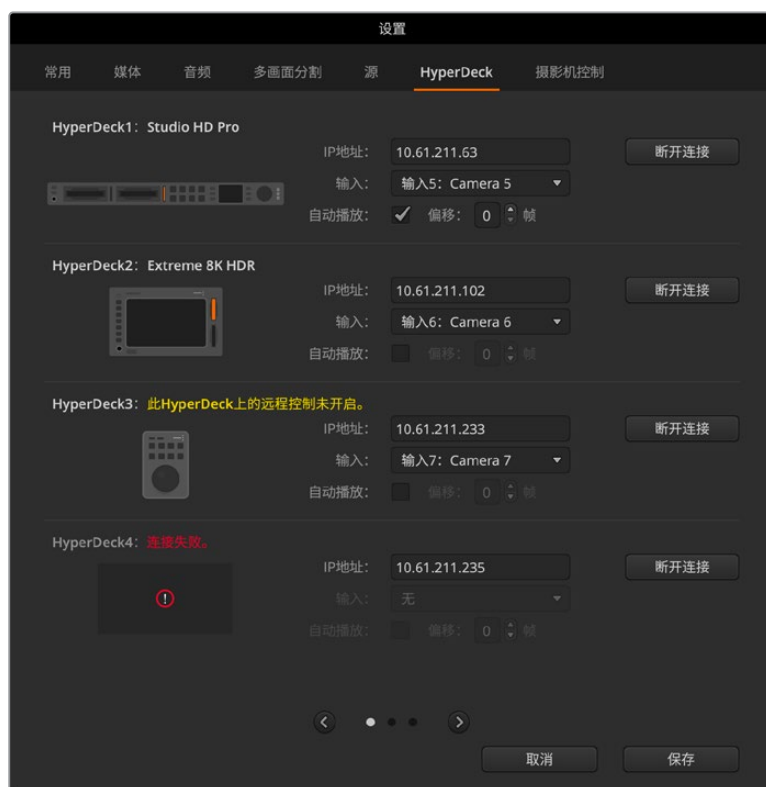 设置
常用 媒体 音频 多画面分割 源 HyperDeck 摄影机控制
HyperDeck1：Studio HD Pro
IP地址： 10.61.211.63 断开连接
输入： 输入5：Camera 5
自动播放： 偏移： 0 帧
HyperDeck2：Extreme 8K HDR
IP地址： 10.61.211.102 断开连接
输入： 输入6：Camera 6
自动播放： 偏移： 0 帧
HyperDeck3：此HyperDeck上的远程控制未开启。
IP地址： 10.61.211.233 断开连接
输入： 输入7：Camera 7
自动播放： 偏移： 0 帧
HyperDeck4：连接失败。
IP地址： 10.61.211.235 断开连接
输入： 无
自动播放： 偏移： 0 帧
取消 保存